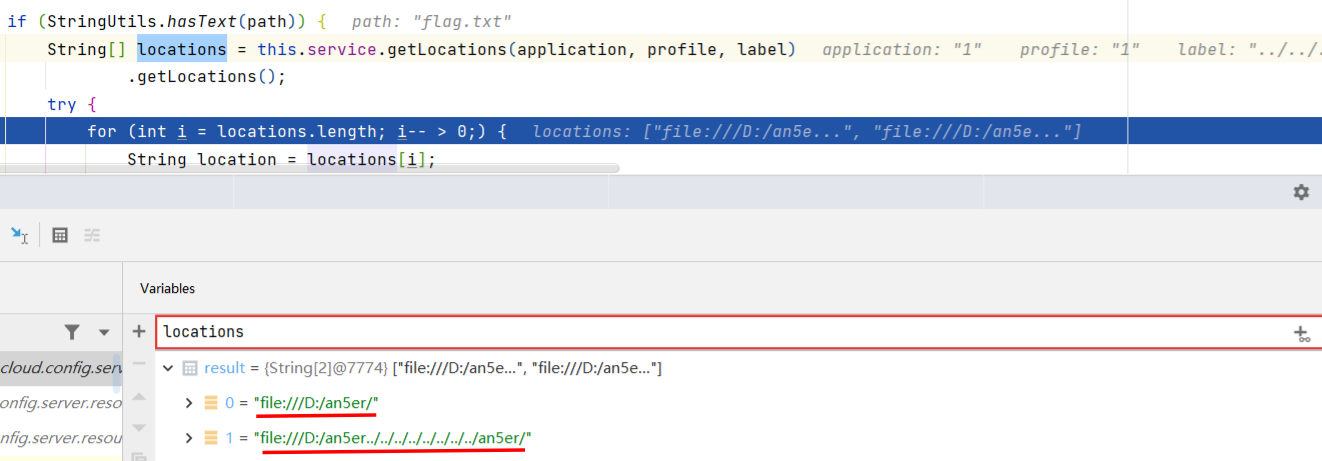 if (StringUtils.hasText(path)) { path: "flag.txt"
String[] locations = this.service.getLocations(application, profile, label) application: "1" profile: "1" label: "../../.
.getLocations();
try {
for (int i = locations.length; i-- > 0;) { locations: ["file:///D:/an5e...", "file:///D:/an5e..."]
String location = locations[i];
Variables
locations
cloud.config.serv
result = {String[2]@7774} ["file:///D:/an5e...", "file:///D:/an5e..."]
onfig.server.reso
0 = "file:///D:/an5er/"
nfig.server.resou
1 = "file:///D:/an5er../../../../../../../../an5er/"